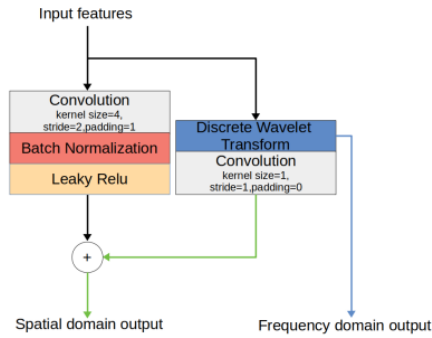 Input features
Convolution
kernel size=4,
stride=2,padding=1
Batch Normalization
Leaky Relu
Discrete Wavelet
Transform
Convolution
kernel size=1,
stride=1,padding=0
+
Spatial domain output
Frequency domain output